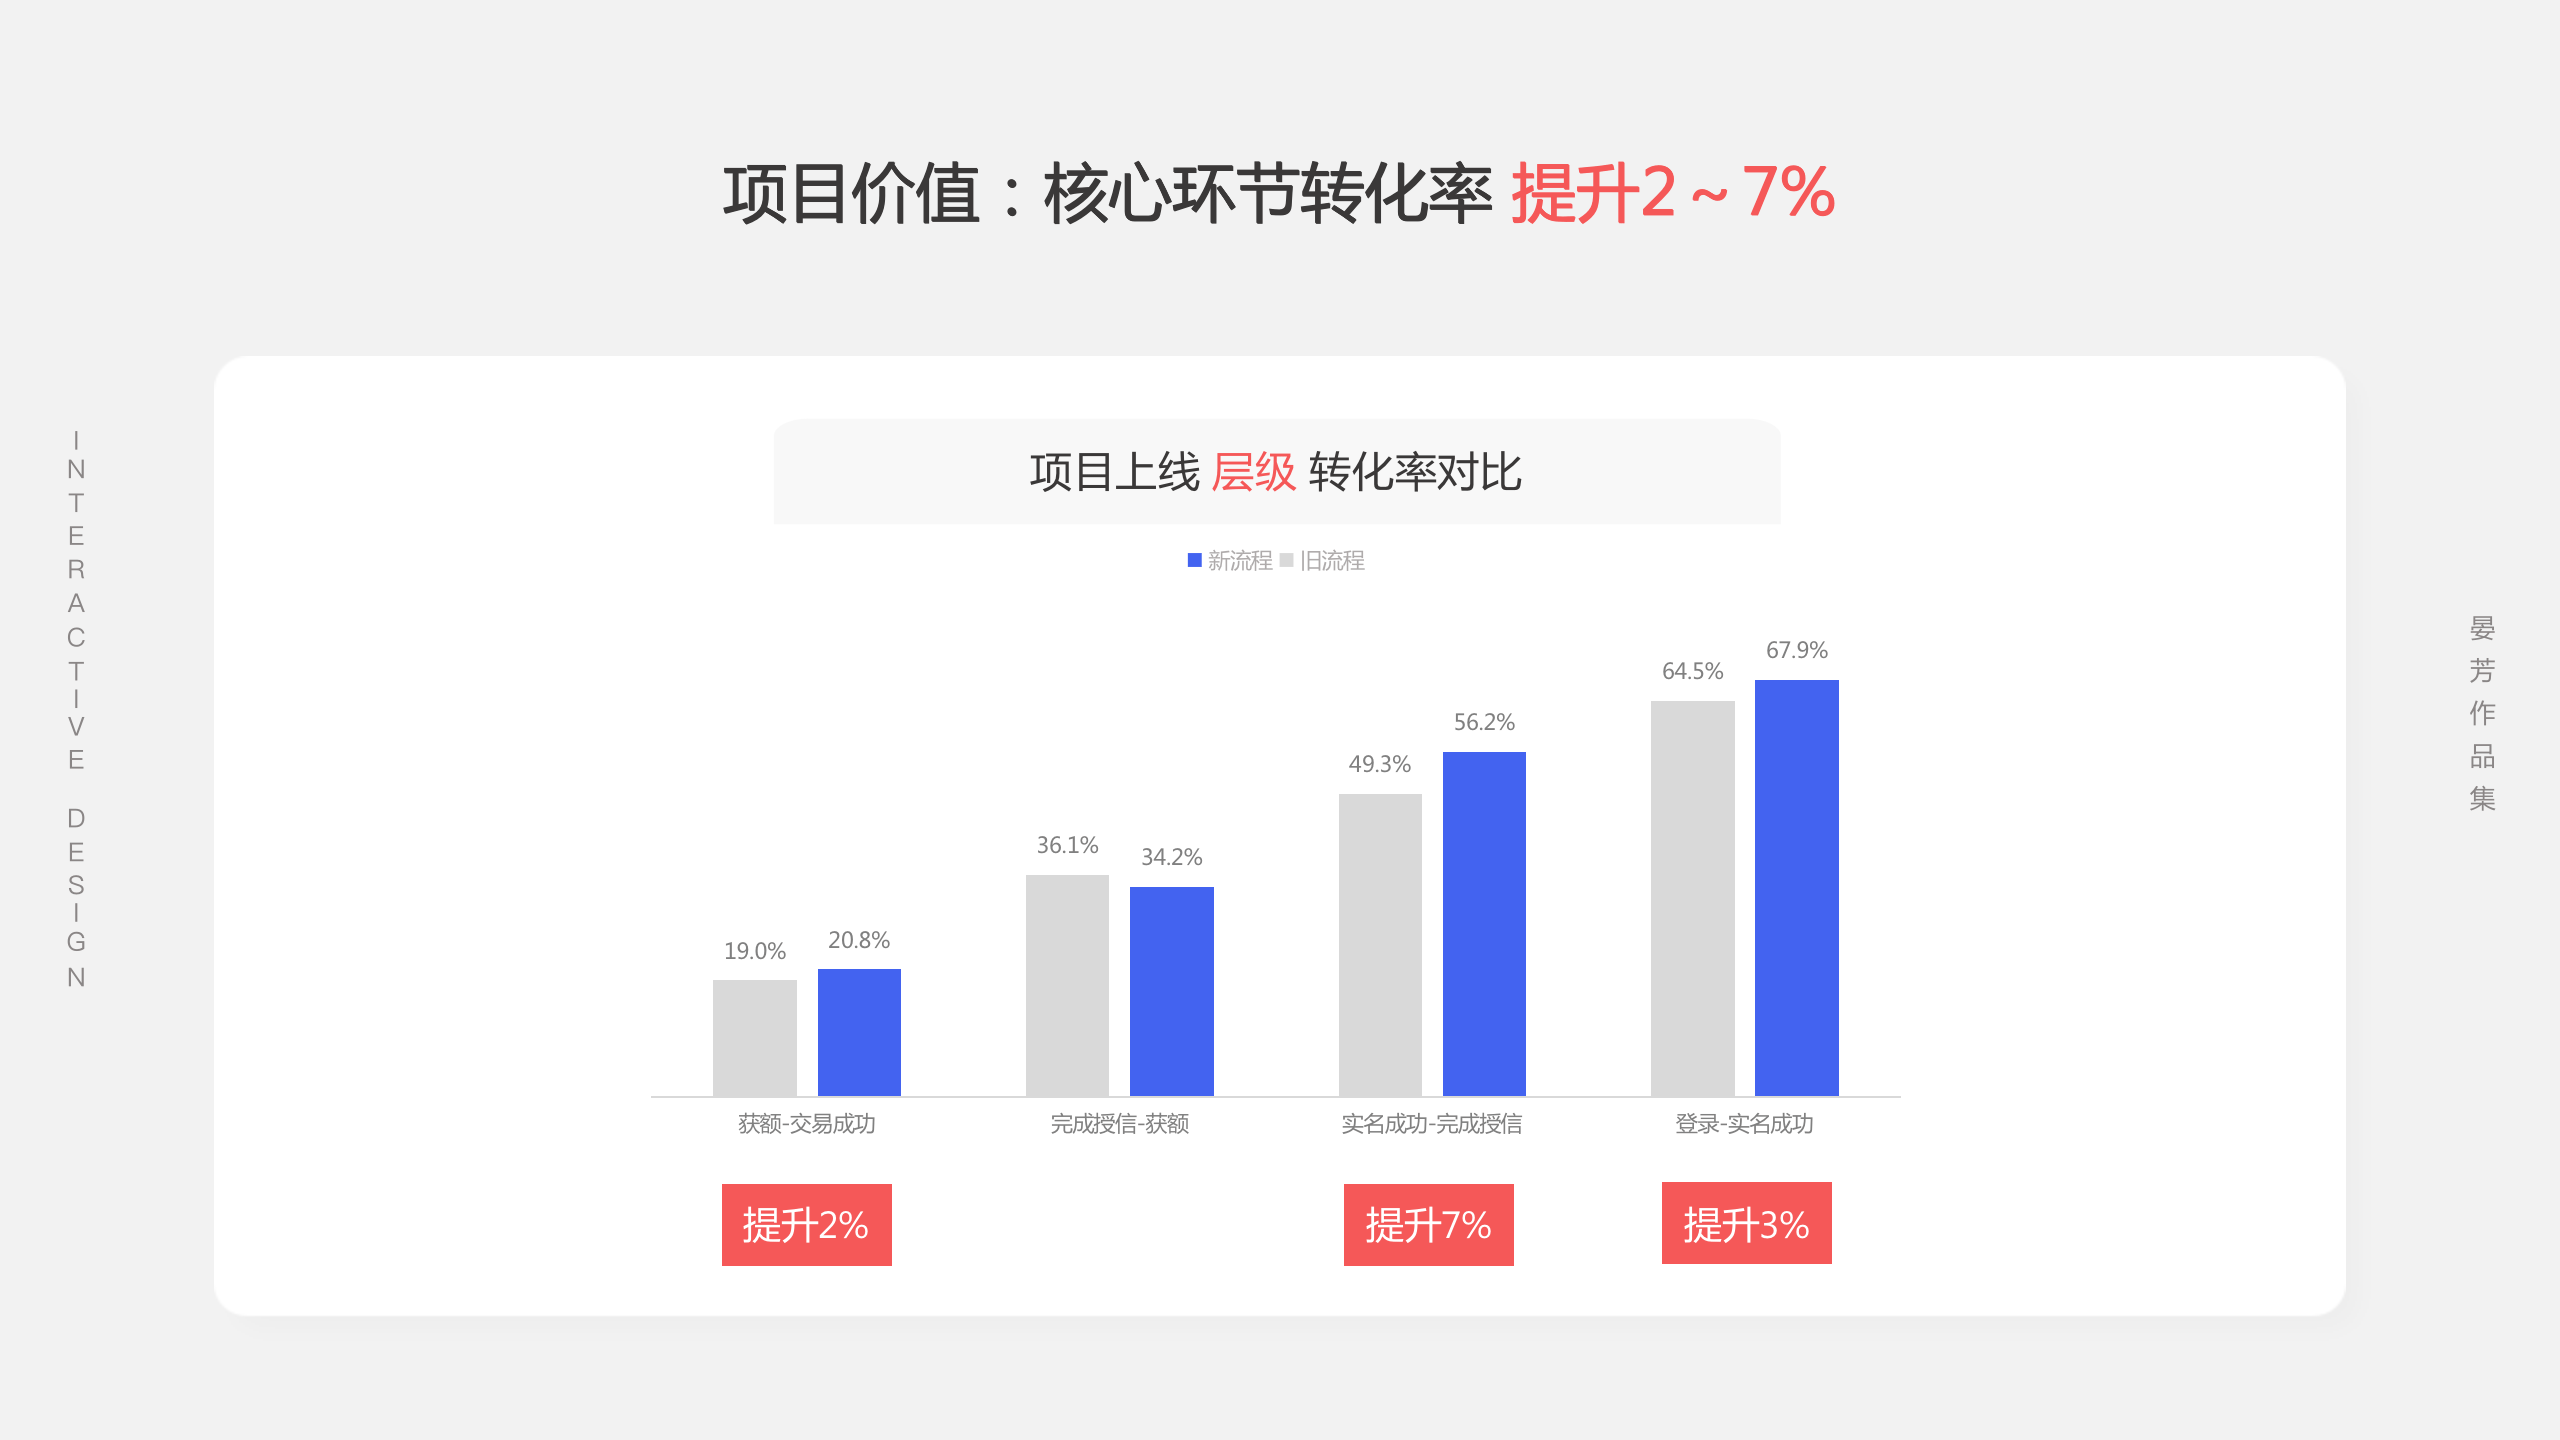 项目价值：核心环节转化率 提升2~7%
INTERACTIVE DESIGN
项目上线 层级 转化率对比
新流程 旧流程
67.9%
64.5%
56.2%
49.3%
36.1%
34.2%
20.8%
19.0%
获额-交易成功 完成授信-获额 实名成功-完成授信 登录-实名成功
提升2% 提升7% 提升3%
晏芳作品集